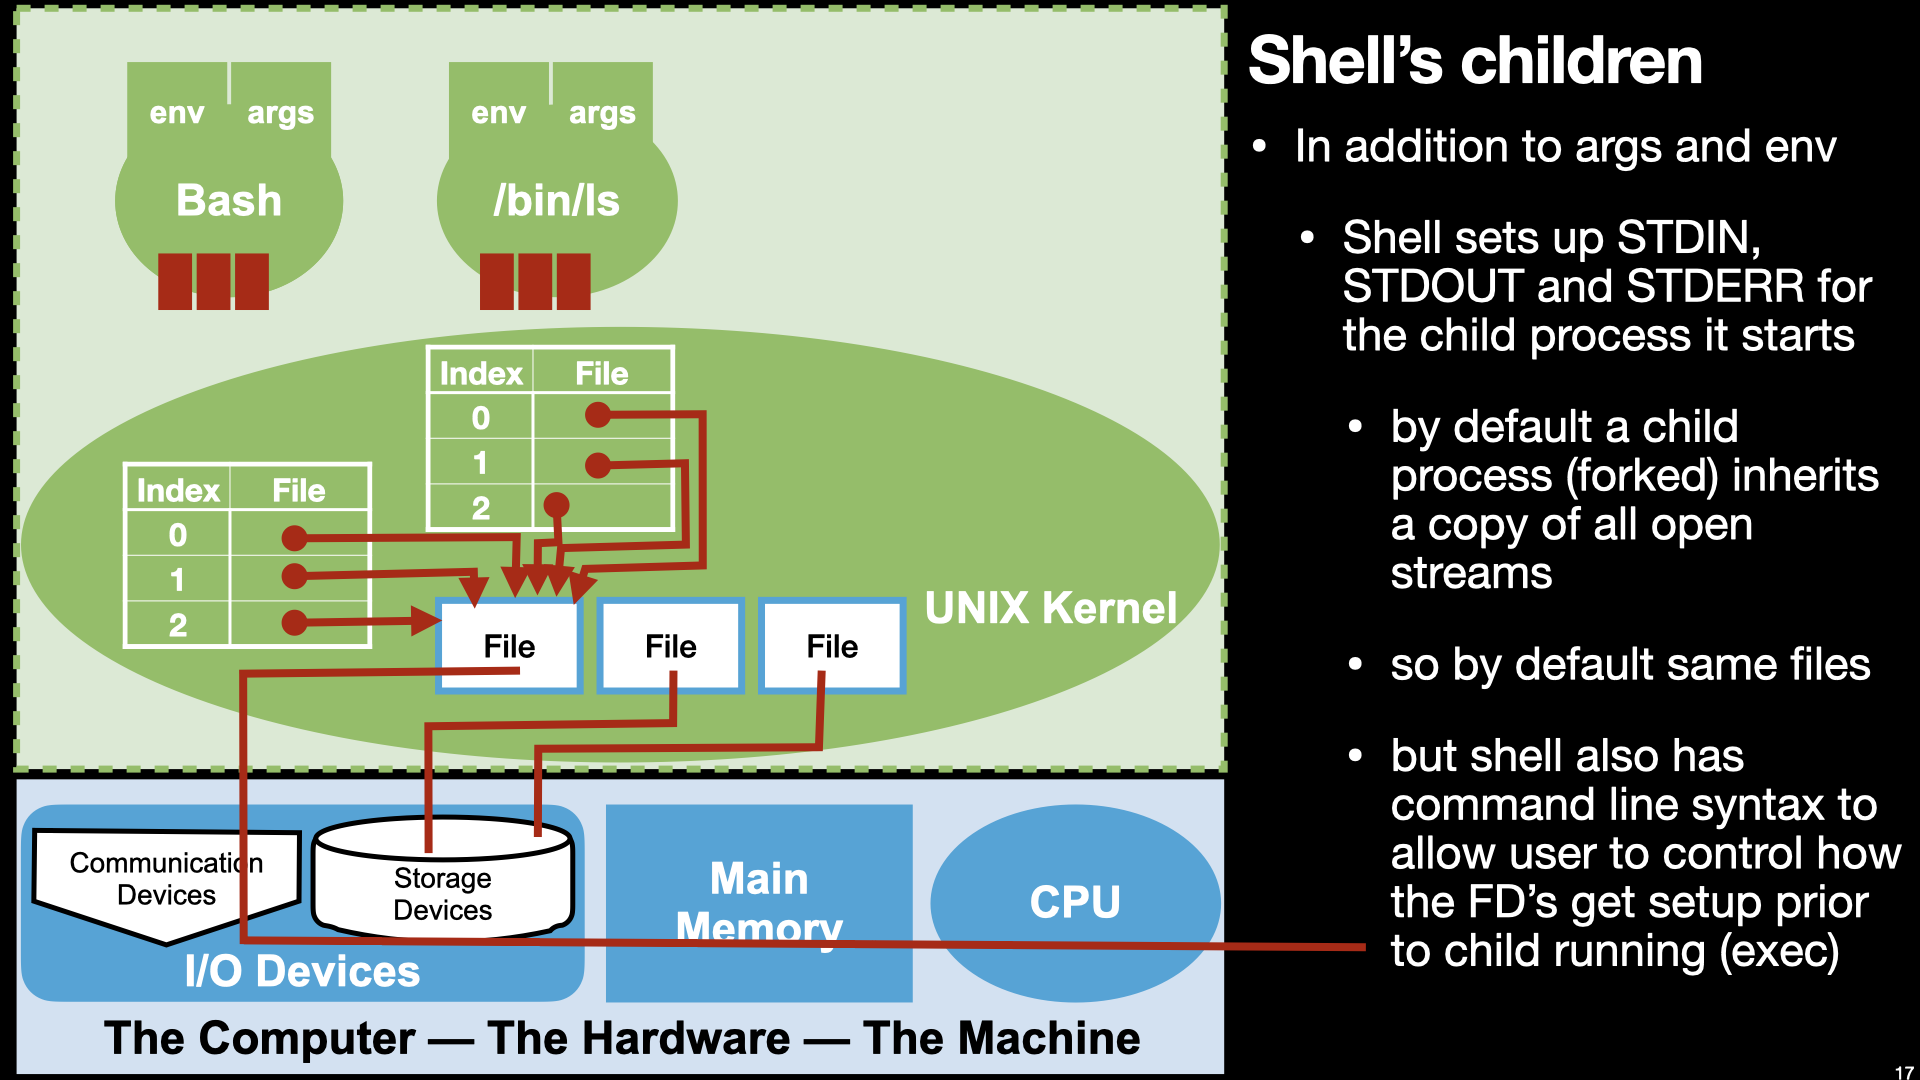 env args
Bash
env args
/bin/ls
Index File
0
1
2
Index File
0
1
2
File
File
File
UNIX Kernel
Communication
Devices
Storage
Devices
I/O Devices
Main
Memory
CPU
The Computer — The Hardware — The Machine
Shell’s children
• In addition to args and env
• Shell sets up STDIN,
STDOUT and STDERR for
the child process it starts
• by default a child
process (forked) inherits
a copy of all open
streams
• so by default same files
• but shell also has
command line syntax to
allow user to control how
the FD’s get setup prior
to child running (exec)
17